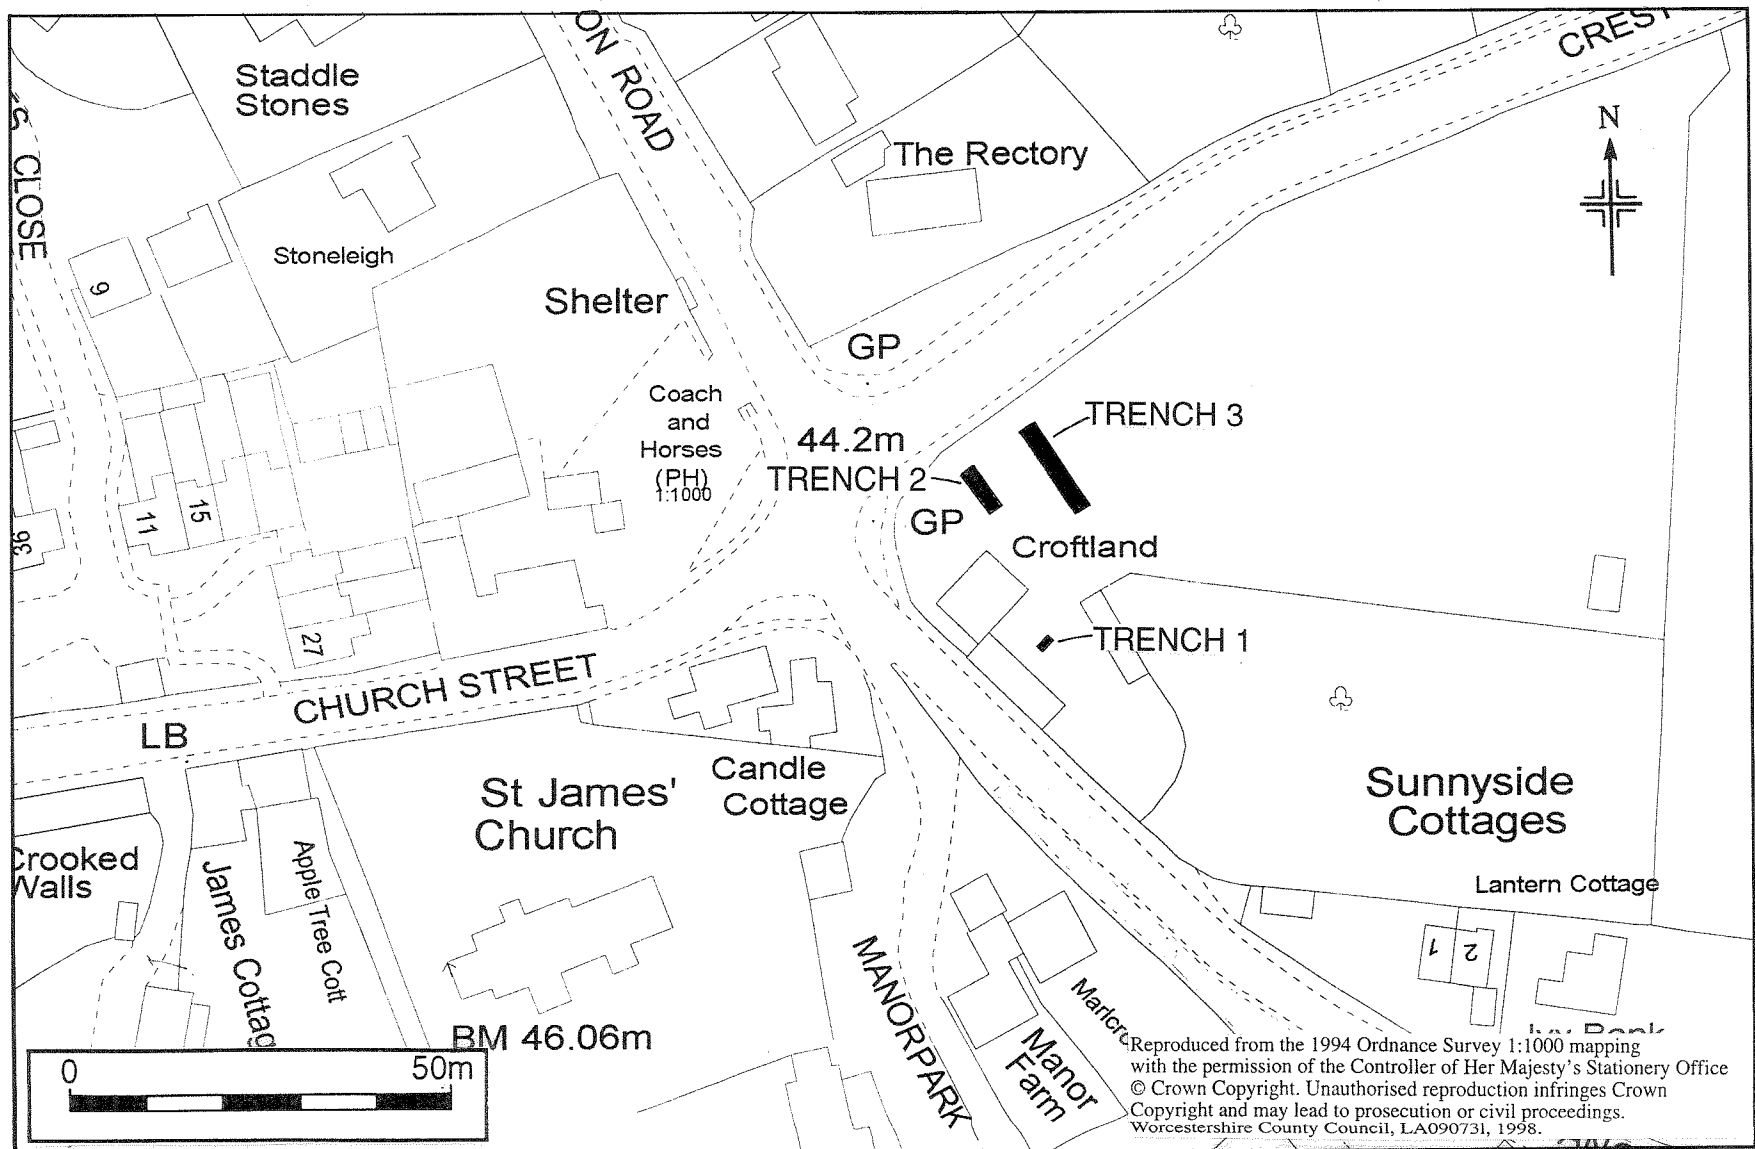 ON ROAD
CREST
Staddle
Stones
N
The Rectory
CLOSE
Stoneleigh
9
Shelter
GP
Coach
and
Horses
(PH)
1:1000
44.2m
TRENCH 3
TRENCH 2
GP
11
15
36
Croftland
27
TRENCH 1
CHURCH STREET
LB
St James'
Church
Candle
Cottage
Sunnyside
Cottages
Crooked
Walls
James Cottag
Apple Tree Cott
Lantern Cottage
1
2
MANORPARK
Marlcr
Manor
Farm
BM 46.06m
Ivy Bank
0
50m
Reproduced from the 1994 Ordnance Survey 1:1000 mapping
with the permission of the Controller of Her Majesty's Stationery Office
© Crown Copyright. Unauthorised reproduction infringes Crown
Copyright and may lead to prosecution or civil proceedings.
Worcestershire County Council, LA090731, 1998.